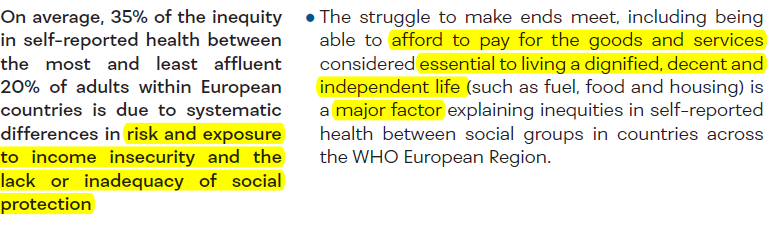 On average, 35% of the inequity
in self-reported health between
the most and least affluent
20% of adults within European
countries is due to systematic
differences in risk and exposure
to income insecurity and the
lack or inadequacy of social
protection
• The struggle to make ends meet, including being
able to afford to pay for the goods and services
considered essential to living a dignified, decent and
independent life (such as fuel, food and housing) is
a major factor explaining inequities in self-reported
health between social groups in countries across
the WHO European Region.